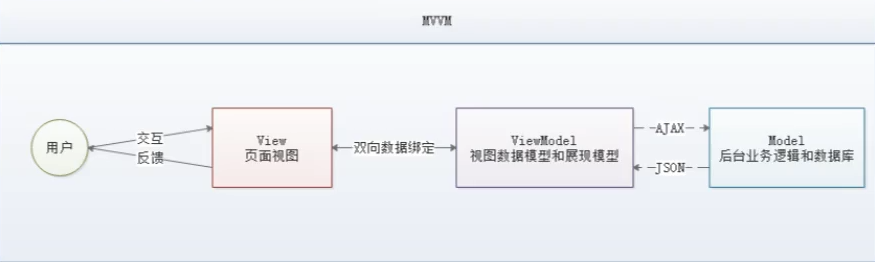 MVVM
用户
交互
反馈
View
页面视图
双向数据绑定
ViewModel
视图数据模型和展现模型
AJAX
JSON
Model
后台业务逻辑和数据库